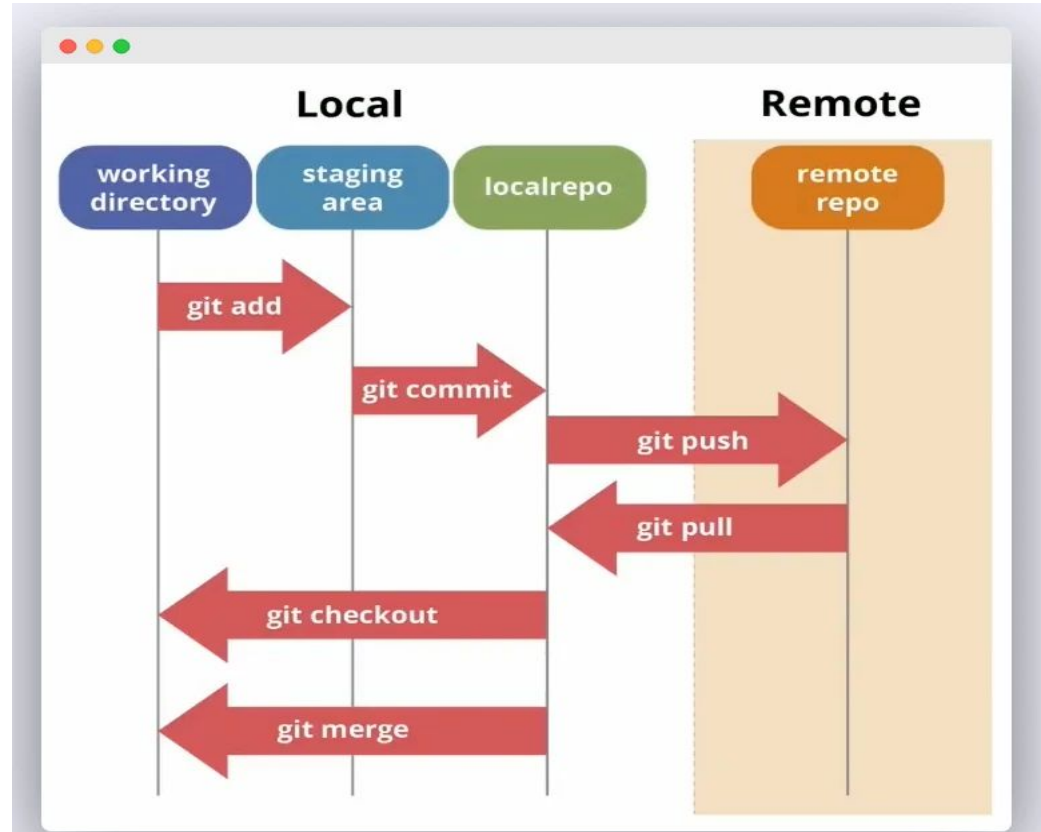 Local
Remote
working
directory
staging
area
localrepo
remote
repo
git add
git commit
git push
git pull
git checkout
git merge